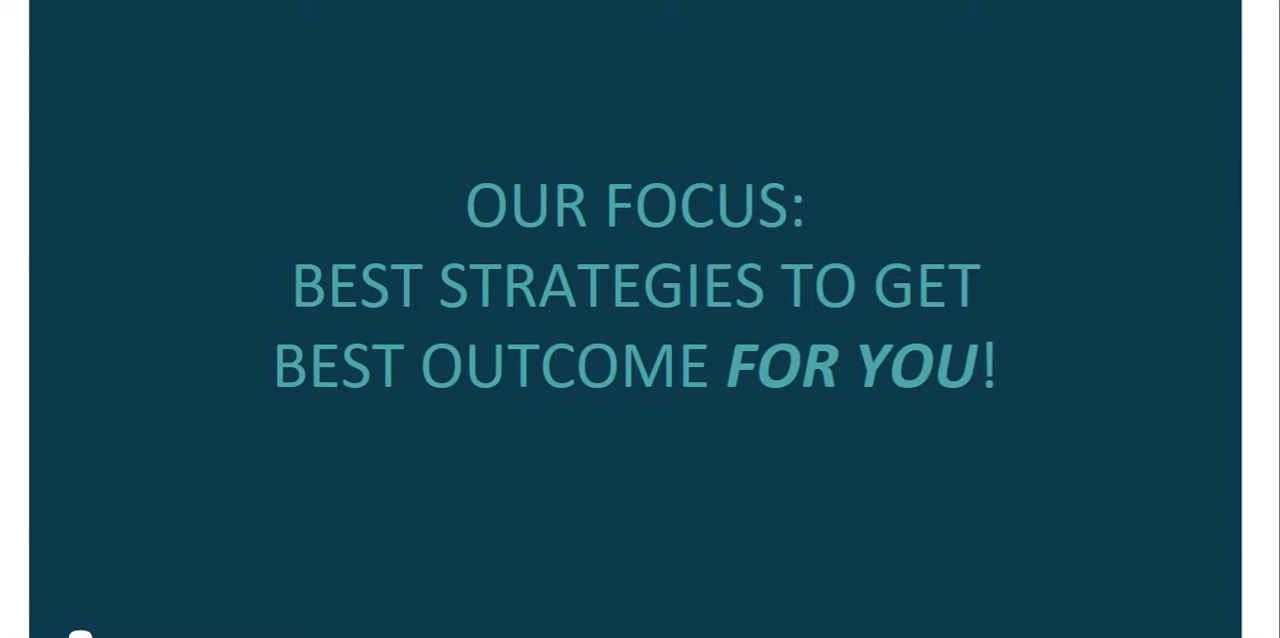 OUR FOCUS:
BEST STRATEGIES TO GET
BEST OUTCOME FOR YOU!